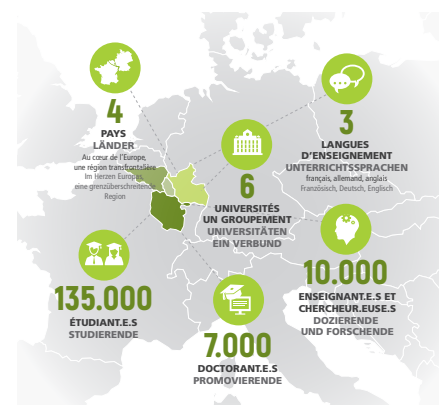 4
PAYS
LÄNDER
Au cœur de l'Europe,
une région transfrontalière
Im Herzen Europas,
eine grenzüberschreitende
Region
3
LANGUES
D'ENSEIGNEMENT
UNTERRICHTSSPRACHEN
français, allemand, anglais
Französisch, Deutsch, Englisch
6
UNIVERSITÉS
UN GROUPEMENT
UNIVERSITÄTEN
EIN VERBUND
135.000
ÉTUDIANT.E.S
STUDIERENDE
10.000
ENSEIGNANT.E.S ET
CHERCHEUR.EUSE.S
DOZIERENDE
UND FORSCHENDE
7.000
DOCTORANT.E.S
PROMOVIERENDE